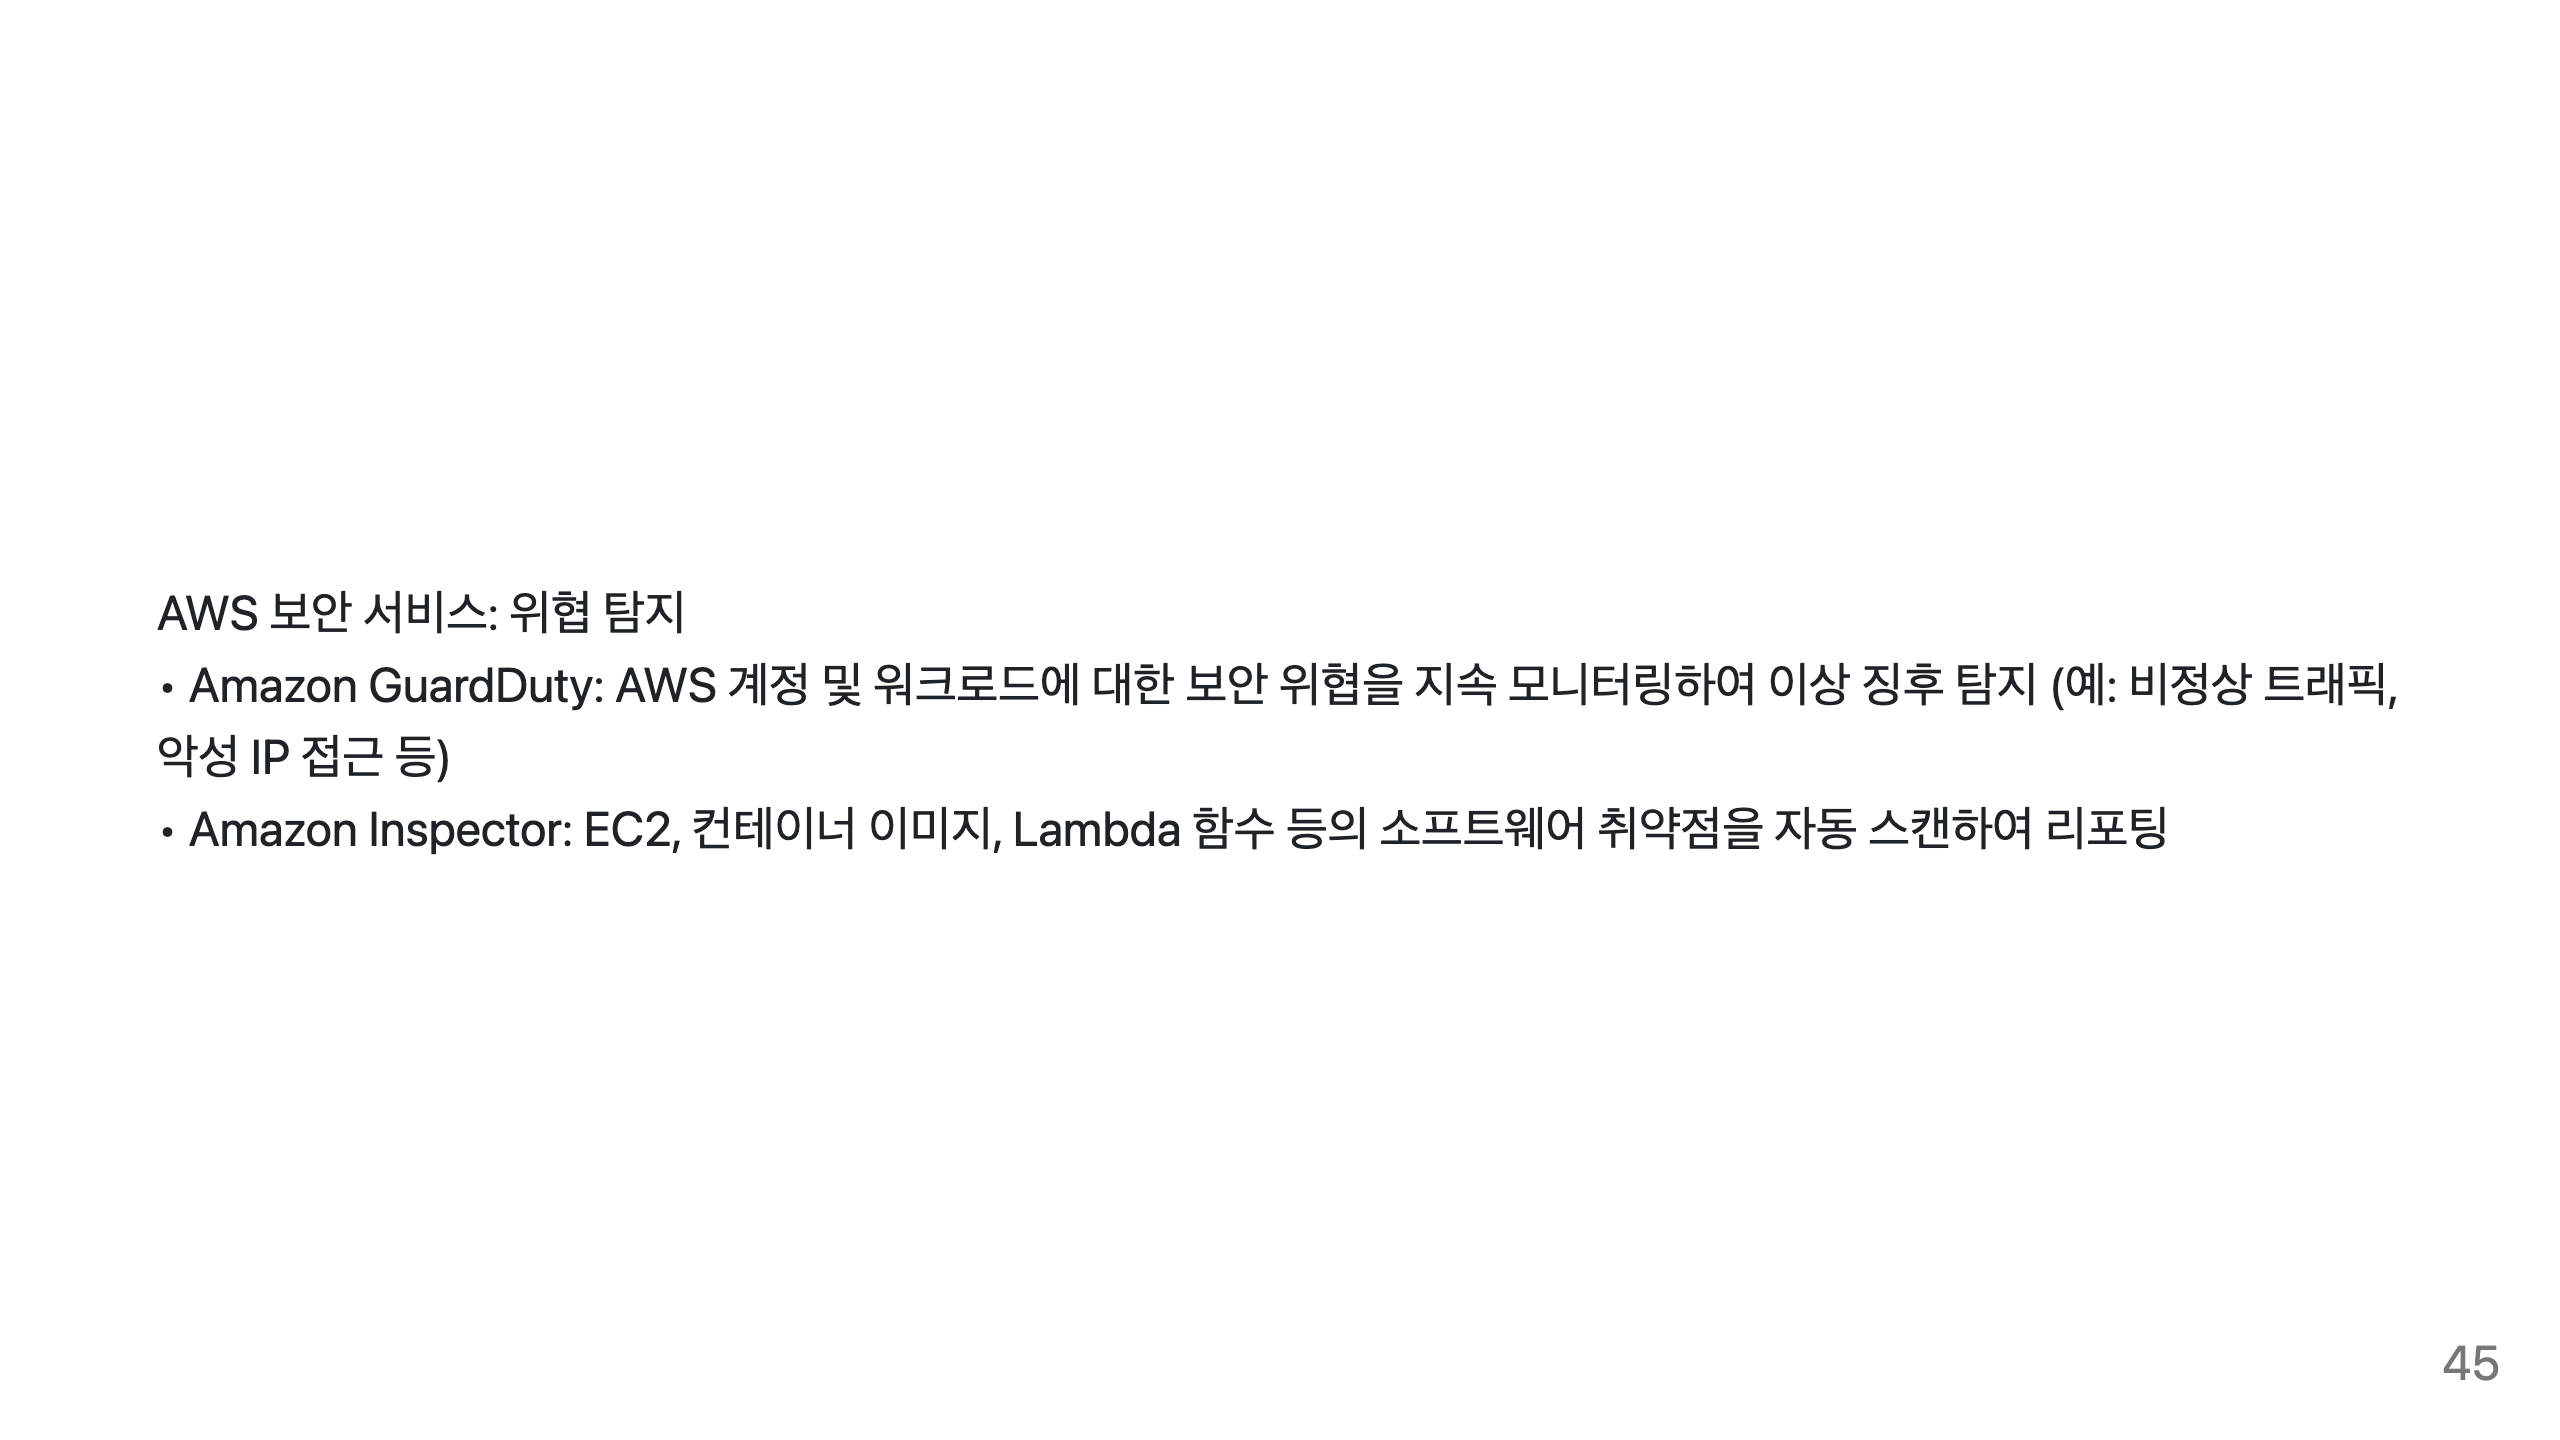 AWS 보안 서비스: 위협 탐지
• Amazon GuardDuty: AWS 계정 및 워크로드에 대한 보안 위협을 지속 모니터링하여 이상 징후 탐지 (예: 비정상 트래픽,
악성 IP 접근 등)
• Amazon Inspector: EC2, 컨테이너 이미지, Lambda 함수 등의 소프트웨어 취약점을 자동 스캔하여 리포팅
45